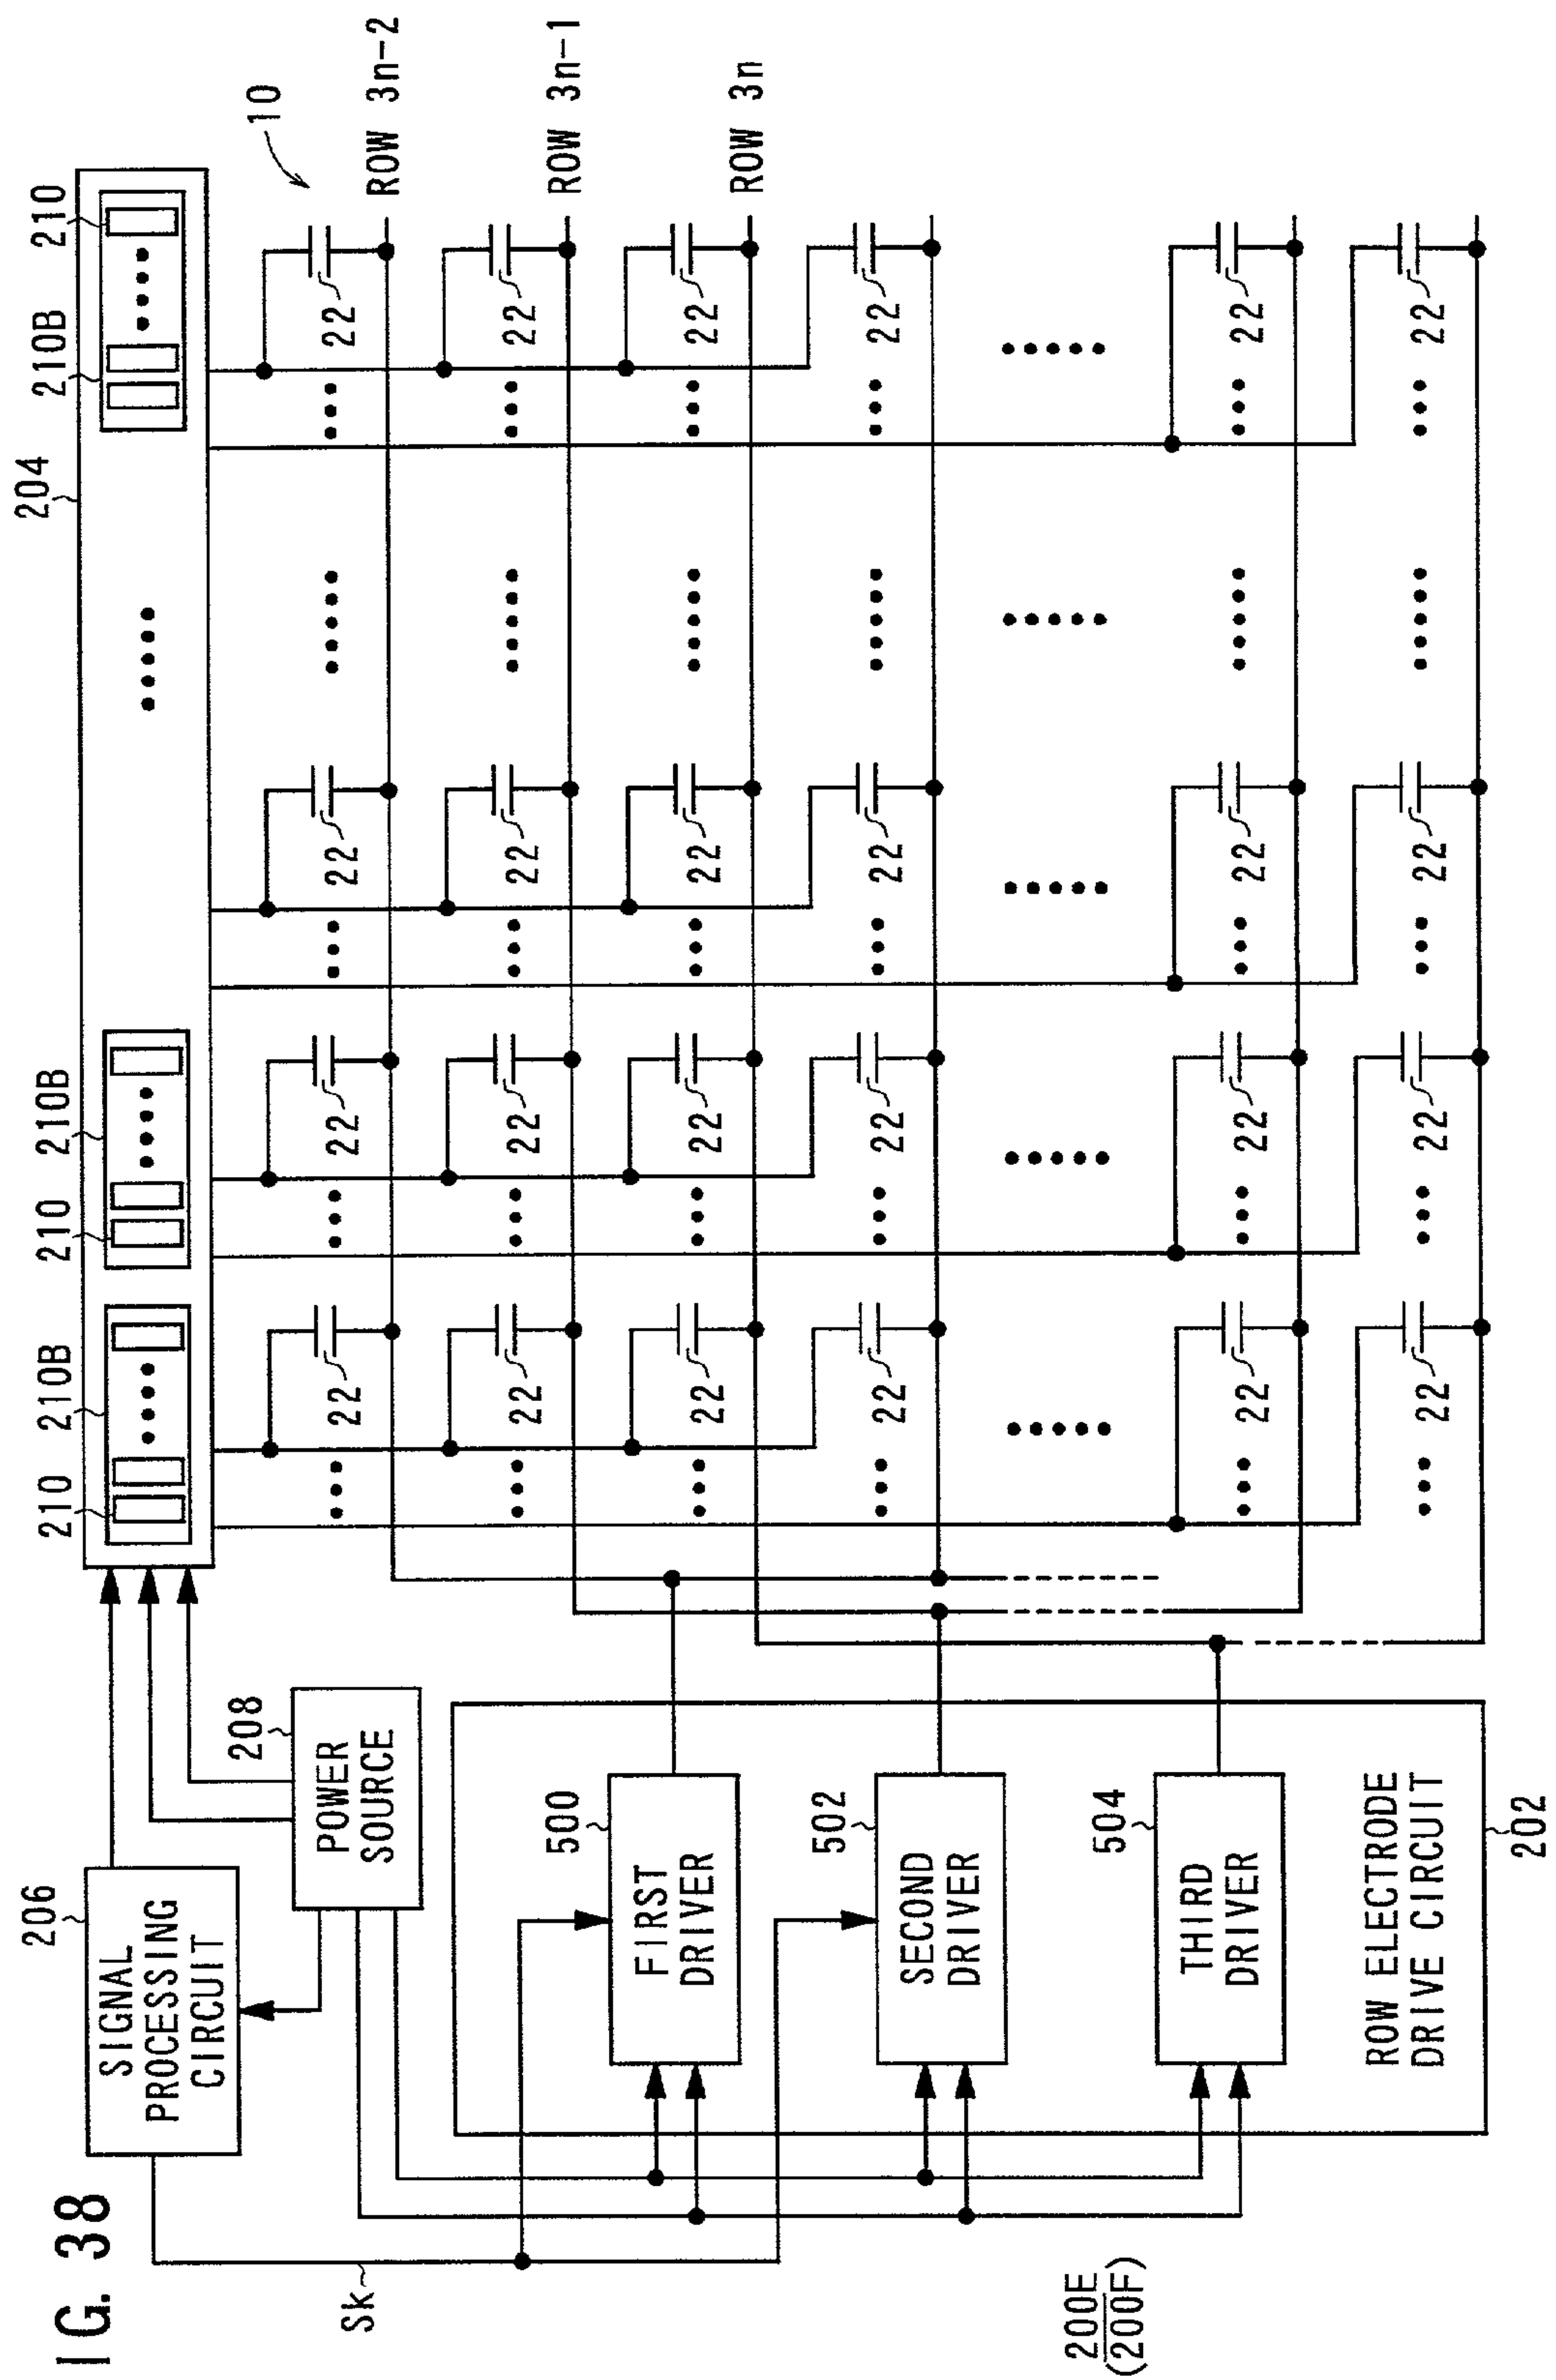 IG. 38
206
SIGNAL
PROCESSING
CIRCUIT
208
POWER
SOURCE
204
210
210B
210
210B
210B
210
10
Sk
22
22
22
22
ROW 3n-2
22
22
22
22
ROW 3n-1
22
22
22
22
ROW 3n
22
22
22
22
22
22
22
22
22
22
22
22
500
FIRST
DRIVER
502
SECOND
DRIVER
504
THIRD
DRIVER
ROW ELECTRODE
DRIVE CIRCUIT
202
200E
(200F)